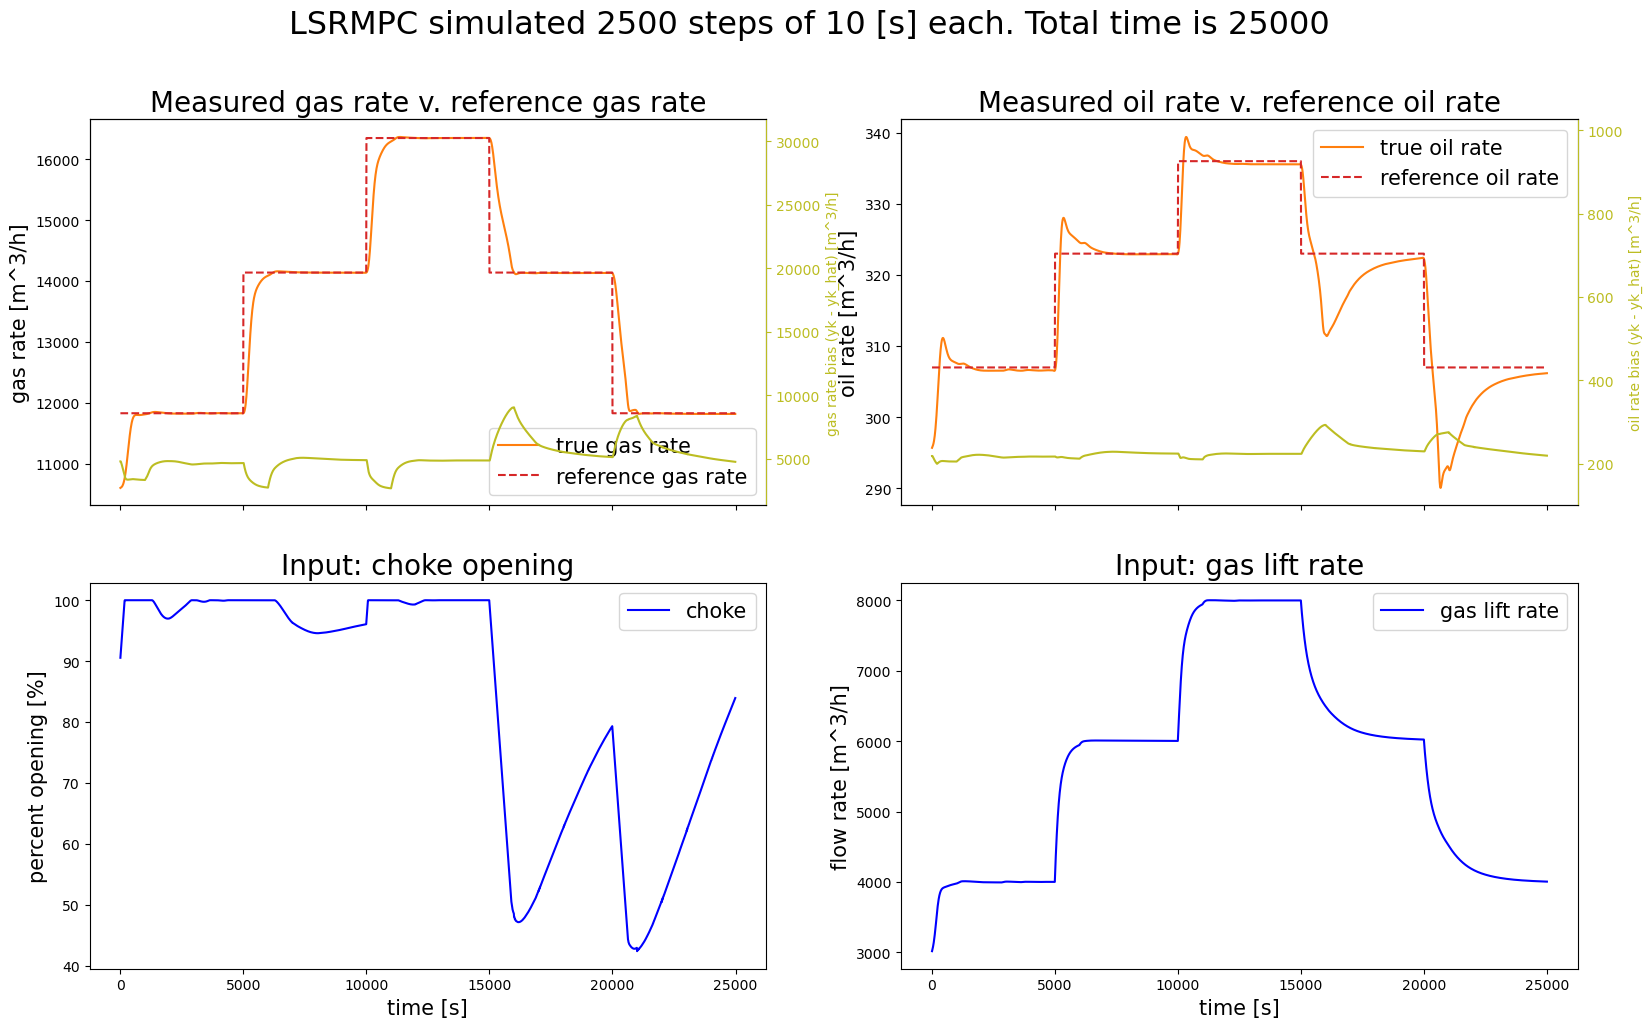 LSRMPC simulated 2500 steps of 10 [s] each. Total time is 25000
Measured gas rate v. reference gas rate
gas rate [m^3/h]
16000
15000
14000
13000
12000
11000
30000
25000
20000
15000
10000
5000
gas rate bias (yk - yk_hat) [m^3/h]
true gas rate
reference gas rate
Measured oil rate v. reference oil rate
oil rate [m^3/h]
340
330
320
310
300
290
1000
800
600
400
200
oil rate bias (yk - yk_hat) [m^3/h]
true oil rate
reference oil rate
Input: choke opening
percent opening [%]
100
90
80
70
60
50
40
choke
0 5000 10000 15000 20000 25000
time [s]
Input: gas lift rate
flow rate [m^3/h]
8000
7000
6000
5000
4000
3000
gas lift rate
0 5000 10000 15000 20000 25000
time [s]